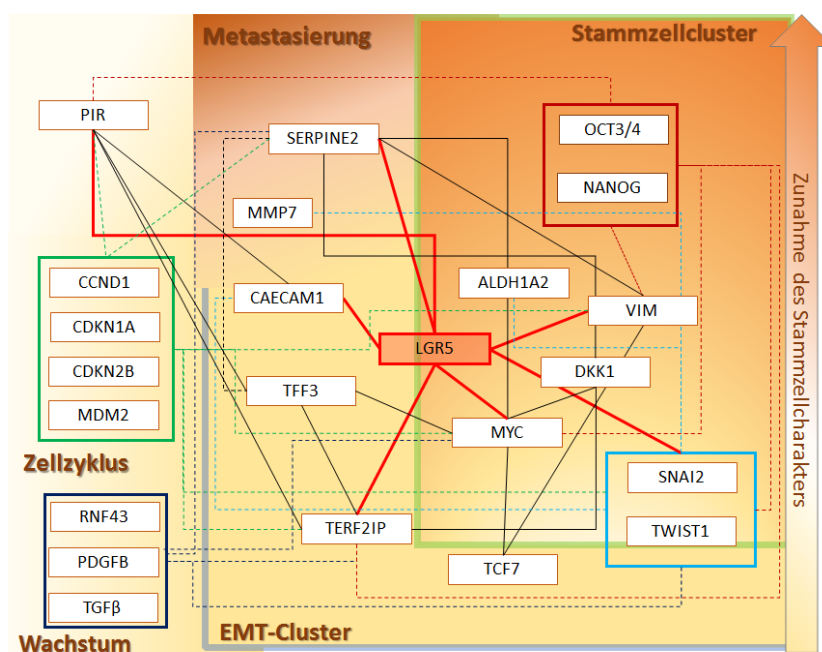 Metastasierung
Stammzellcluster
PIR
SERPINE2
OCT3/4
NANOG
MMP7
CCND1
CDKN1A
CDKN2B
MDM2
CAECAM1
ALDH1A2
VIM
LGR5
DKK1
TFF3
MYC
Zellzyklus
SNAI2
TWIST1
RNF43
PDGFB
TGFβ
TERF2IP
TCF7
EMT-Cluster
Wachstum
Zunahme des Stammzellcharakters